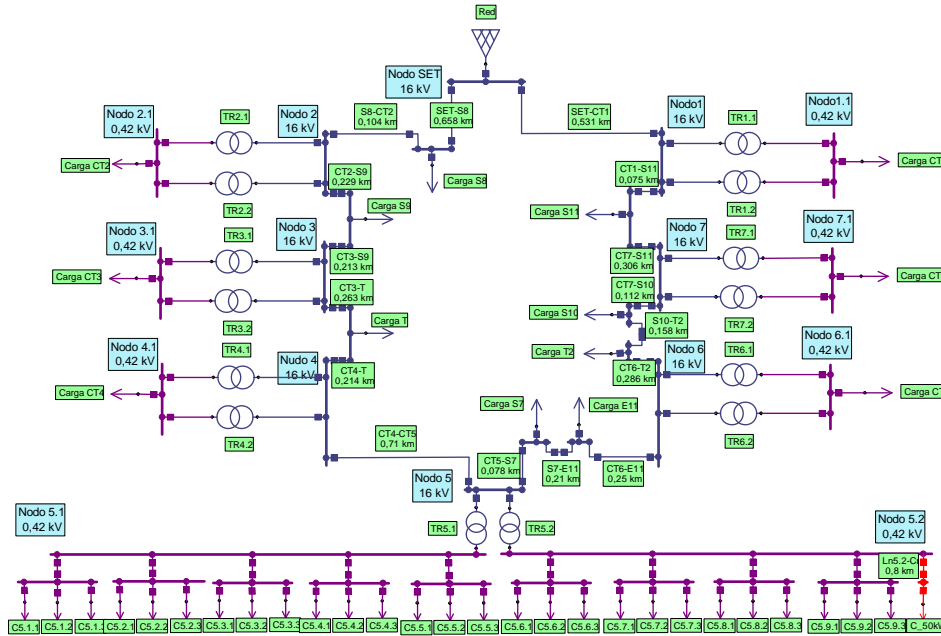 Red
Nodo SET
16 kV
Nodo 2.1
0,42 kV
TR2.1
Nodo 2
16 kV
S8-CT2
0,104 km
SET-S8
0.658 km
SET-CT1
0,531 km
Nodo1
16 kV
TR1.1
Nodo1.1
0,42 kV
Carga CT2
CT2-S9
0,229 km
Carga S8
CT1-S11
0,075 km
Carga CT
TR2.2
Carga S9
Carga S11
TR1.2
Nodo 3.1
0,42 kV
TR3.1
Nodo 3
16 kV
Nodo 7
16 kV
TR7.1
Nodo 7.1
0,42 kV
CT3-S9
0,213 km
CT7-S11
0,306 km
Carga CT3
CT3-T
0,263 km
CT7-S10
0,112 km
Carga CT
TR3.2
Carga T
Carga S10
S10-T2
0,158 km
TR7.2
Nodo 4.1
0,42 kV
TR4.1
Nudo 4
16 kV
Carga T2
Nodo 6
16 kV
TR6.1
Nodo 6.1
0,42 kV
CT4-T
0,214 km
CT6-T2
0,286 km
Carga CT4
Carga CT
Carga S7
Carga E11
TR4.2
CT4-CT5
0,71 km
TR6.2
CT5-S7
0,078 km
S7-E11
0,21 km
CT6-E11
0,25 km
Nodo 5
16 kV
Nodo 5.1
0,42 kV
TR5.1
TR5.2
Nodo 5.2
0,42 kV
Ln5.2-C
0,8 km
C5.1.1 C5.1.2 C5.1.3 C5.2.1 C5.2.2 C5.2.3 C5.3.1 C5.3.2 C5.3.3 C5.4.1 C5.4.2 C5.4.3 C5.5.1 C5.5.2 C5.5.3 C5.6.1 C5.6.2 C5.6.3 C5.7.1 C5.7.2 C5.7.3 C5.8.1 C5.8.2 C5.8.3 C5.9.1 C5.9.2 C5.9.3 C_50k